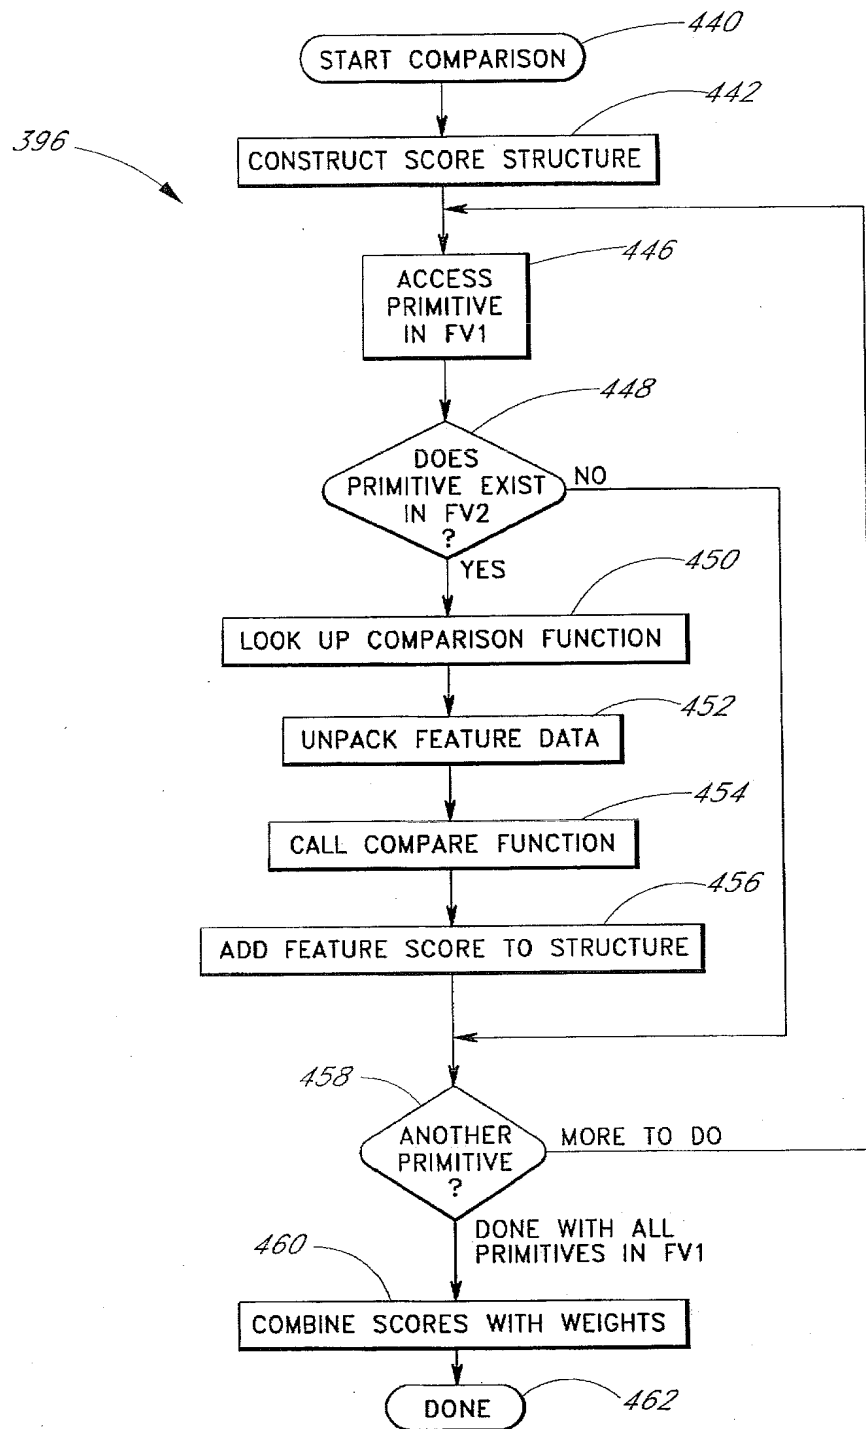 440
START COMPARISON
442
396
CONSTRUCT SCORE STRUCTURE
446
ACCESS
PRIMITIVE
IN FV1
448
DOES
PRIMITIVE EXIST
IN FV2
?
NO
YES
450
LOOK UP COMPARISON FUNCTION
452
UNPACK FEATURE DATA
454
CALL COMPARE FUNCTION
456
ADD FEATURE SCORE TO STRUCTURE
458
ANOTHER
PRIMITIVE
?
MORE TO DO
DONE WITH ALL
PRIMITIVES IN FV1
460
COMBINE SCORES WITH WEIGHTS
DONE
462